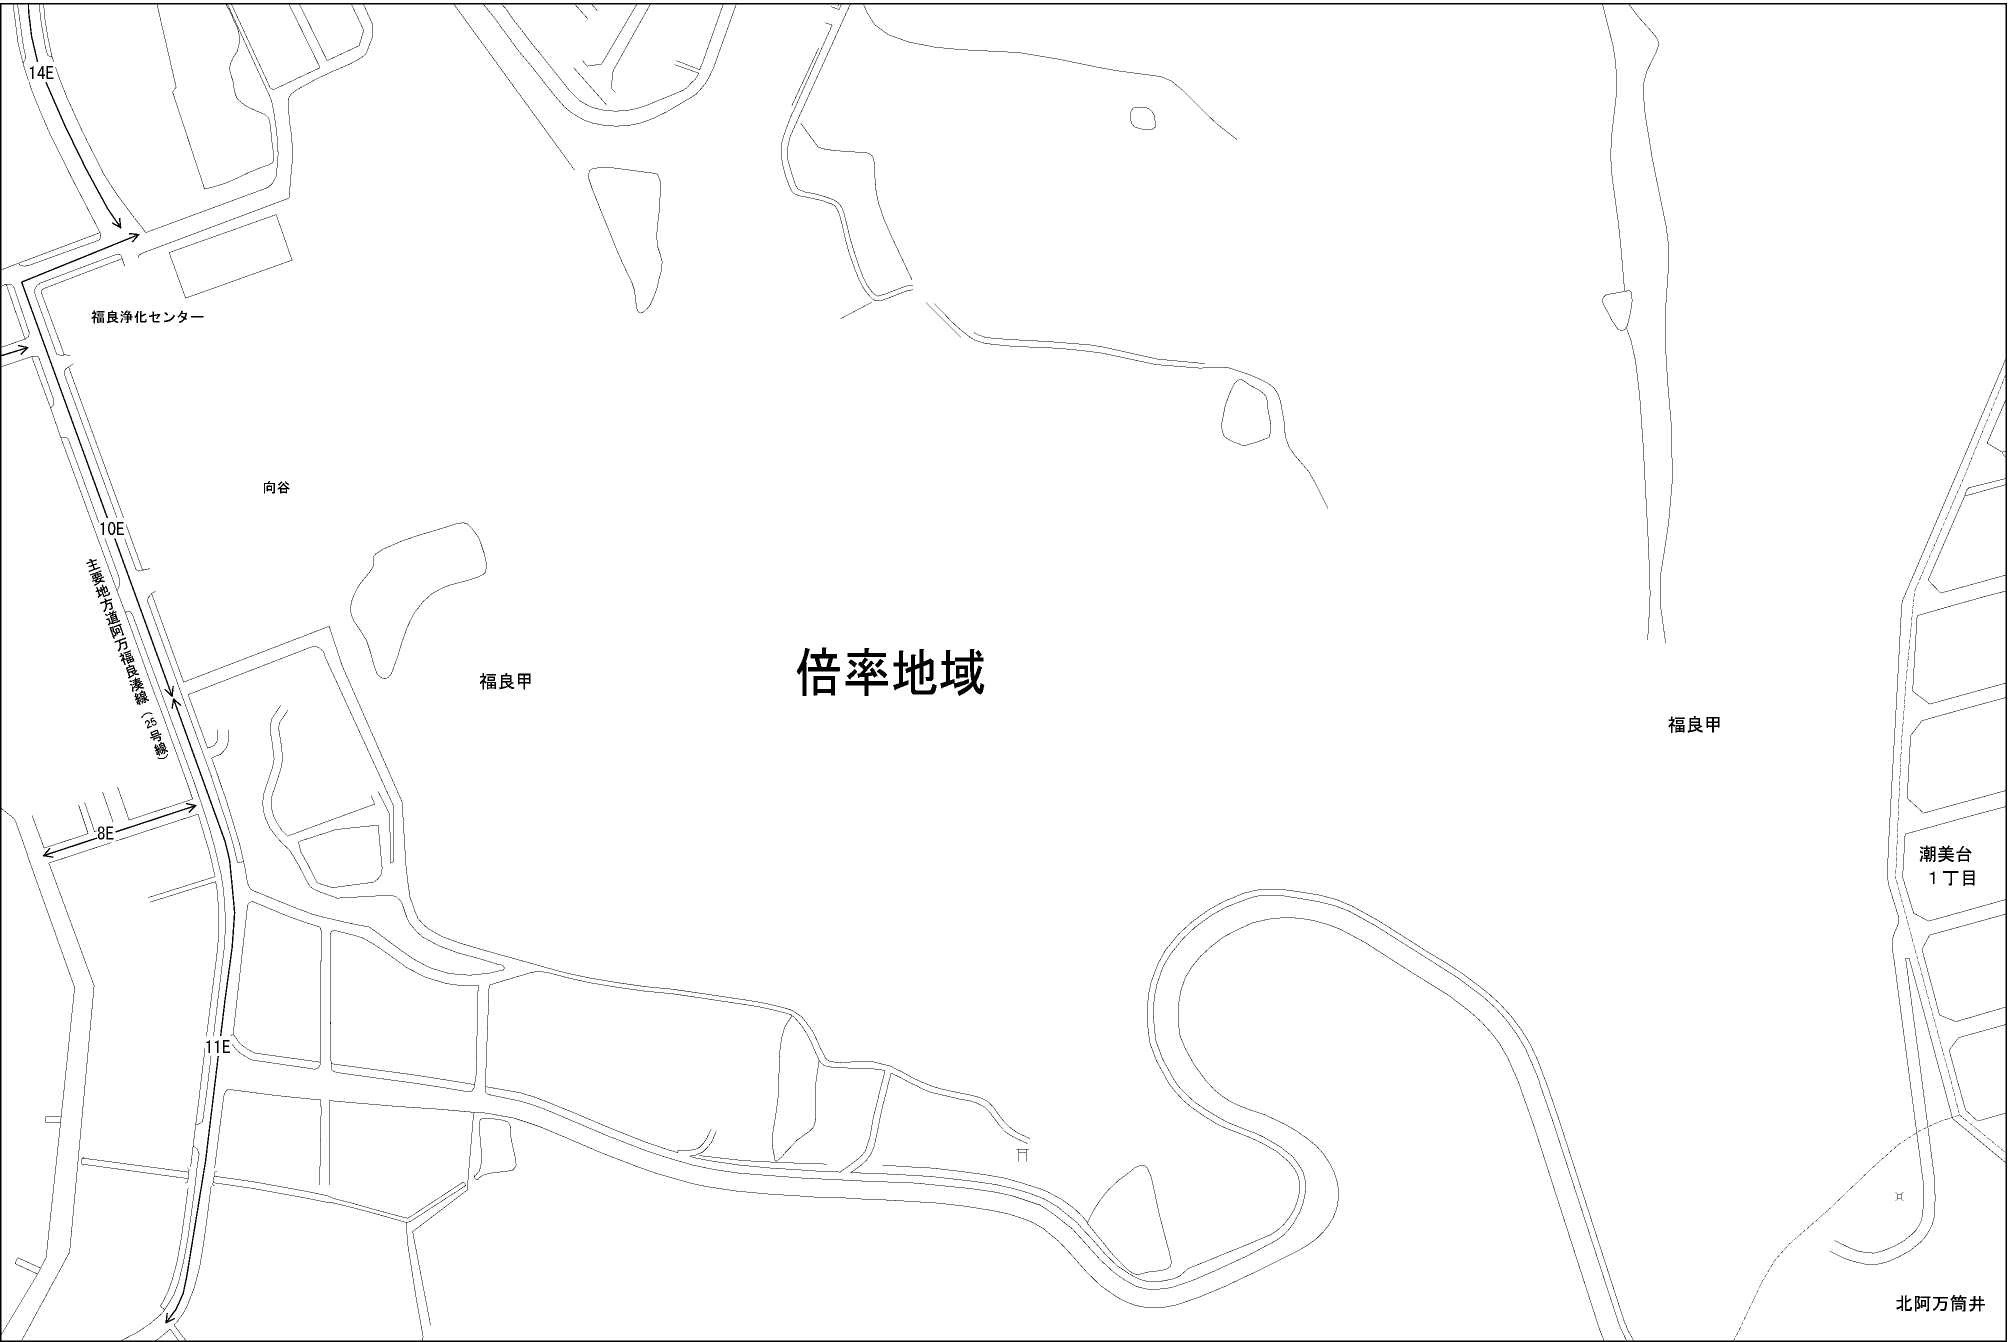 14E
福良浄化センター
向谷
10E
主要地方道阿万福良湊線（25号線）
福良甲
倍率地域
福良甲
8E
潮美台
1丁目
11E
北阿万筒井